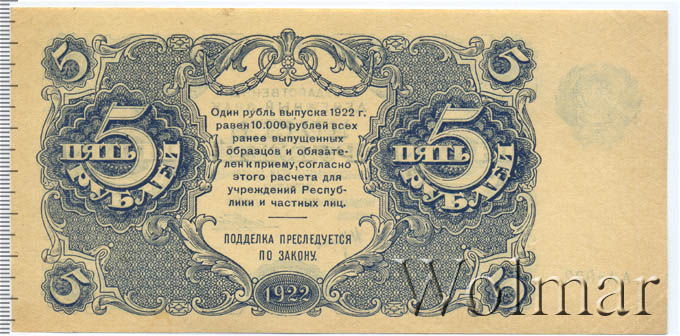 5
5
5
ПЯТЬ
РУБЛЕЙ
Один рубль выпуска 1922 г.
равен 10.000 рублей всех
ранее выпущенных
образцов и обязате-
лен к приему, согласно
этого расчета для
учреждений Респуб-
лики и частных лиц.
ПОДДЕЛКА ПРЕСЛЕДУЕТСЯ
ПО ЗАКОНУ.
5
ПЯТЬ
РУБЛЕЙ
5
1922
5
Wolmar